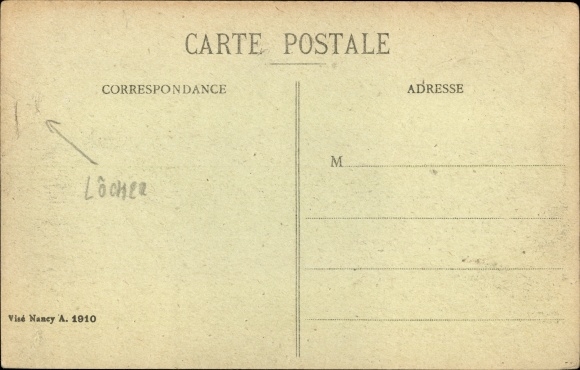 CARTE POSTALE
CORRESPONDANCE
ADRESSE
M
Löcher
Visé Nancy A. 1910